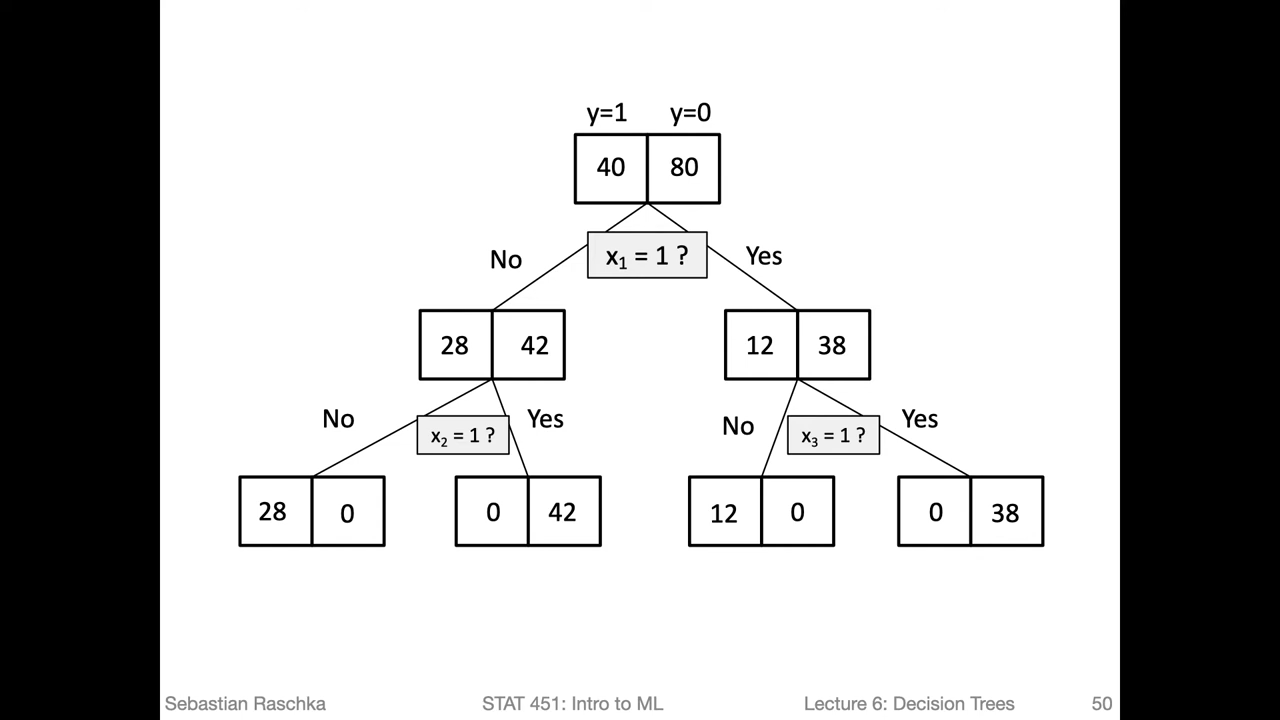 y=1 y=0
40 80
No x₁ = 1 ? Yes
28 42 12 38
No x₂ = 1 ? Yes No x₃ = 1 ? Yes
28 0 0 42 12 0 0 38
Sebastian Raschka STAT 451: Intro to ML Lecture 6: Decision Trees 50